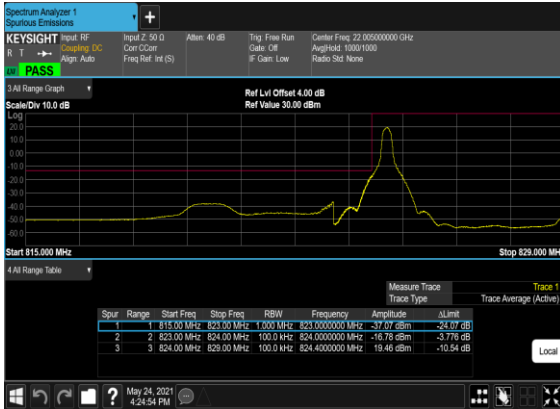 Spectrum Analyzer 1
Spurious Emissions
KEYSIGHT Input: RF Input Z: 50 Ω Atten: 40 dB Trig: Free Run Center Freq: 22.005000000 GHz
R T Coupling: DC Corr CCorr Gate: Off Avg|Hold: 1000/1000
Align: Auto Freq Ref: Int (S) IF Gain: Low Radio Std: None
PASS
3 All Range Graph Ref Lvl Offset 4.00 dB
Scale/Div 10.0 dB Ref Value 30.00 dBm
Log
20.0
10.0
0.00
-10.0
-20.0
-30.0
-40.0
-50.0
-60.0
Start 815.000 MHz Stop 829.000 MH
4 All Range Table
Measure Trace Trace 1
Trace Type Trace Average (Active)
Spur Range Start Freq Stop Freq RBW Frequency Amplitude ΔLimit
1 1 815.00 MHz 823.00 MHz 1.000 MHz 823.0000000 MHz -37.07 dBm -24.07 dB
2 2 823.00 MHz 824.00 MHz 100.0 kHz 824.0000000 MHz -16.78 dBm -3.776 dB
3 3 824.00 MHz 829.00 MHz 100.0 kHz 824.4000000 MHz 19.46 dBm -10.54 dB
Local
? May 24, 2021
4:24:54 PM